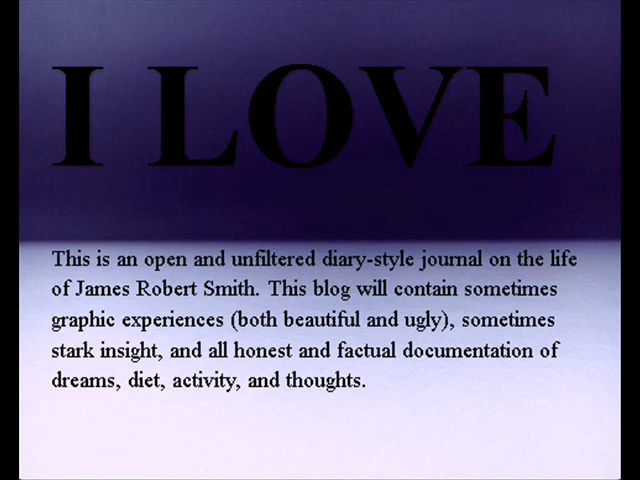 I LOVE
This is an open and unfiltered diary-style journal on the life
of James Robert Smith. This blog will contain sometimes
graphic experiences (both beautiful and ugly), sometimes
stark insight, and all honest and factual documentation of
dreams, diet, activity, and thoughts.